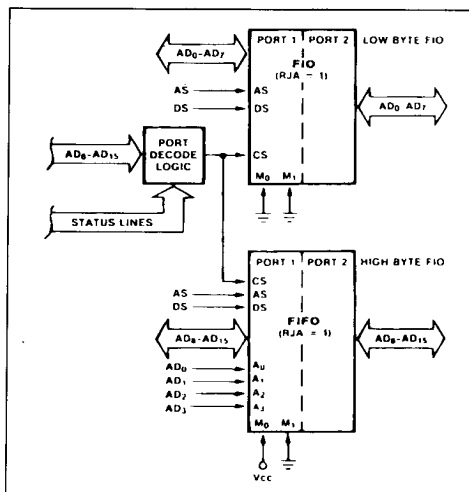 PORT 1 PORT 2 LOW BYTE FIO
AD0-AD7
FIO
(RJA = 1)
AS AS
DS DS
AD0-AD7
AD8-AD15
PORT
DECODE
LOGIC
CS
M0 M1
STATUS LINES
PORT 1 PORT 2 HIGH BYTE FIO
CS
AS AS
DS DS
FIFO
(RJA = 1)
AD8-AD15
AD8-AD15
AD0 A0
AD1 A1
AD2 A2
AD3 A3
M0 M1
VCC